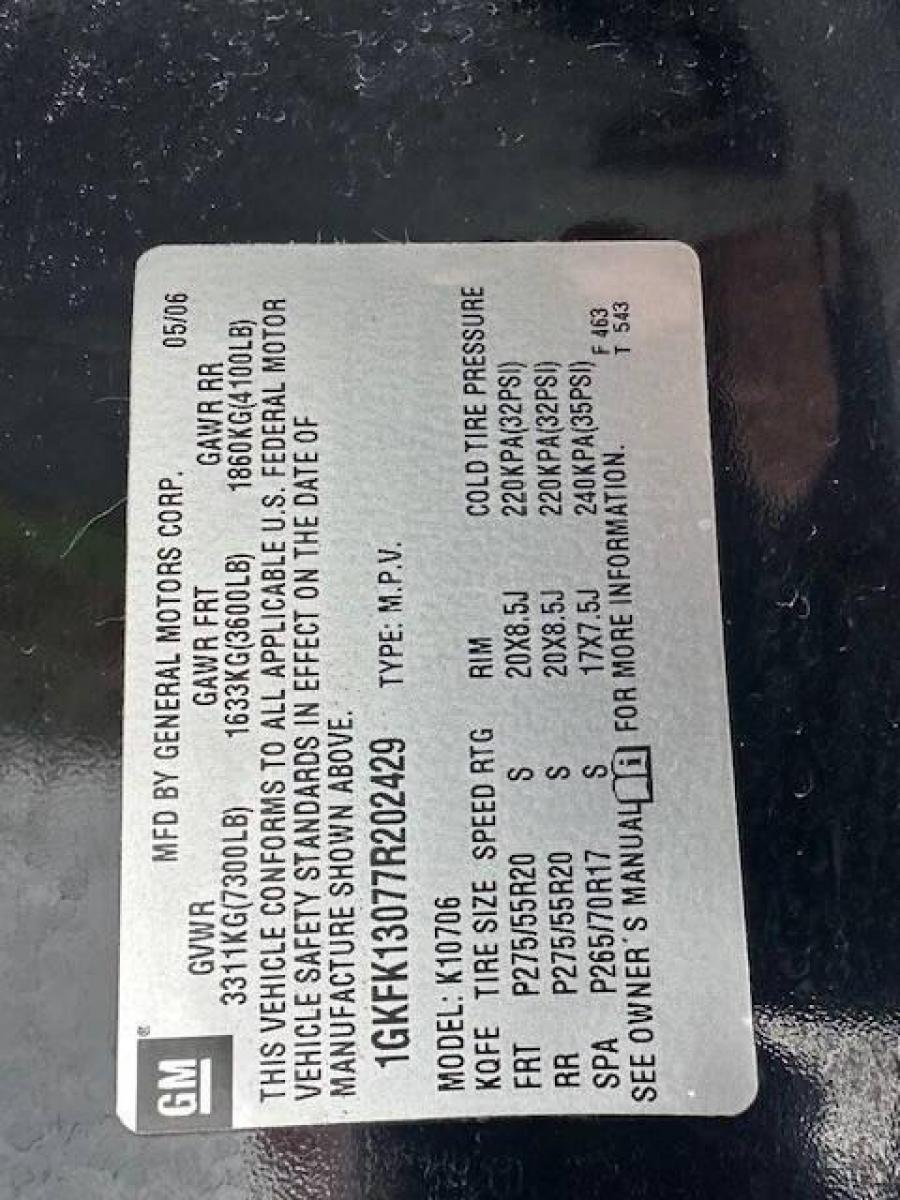 GM®
MFD BY GENERAL MOTORS CORP. 05/06
GVWR GAWR FRT GAWR RR
3311KG(7300LB) 1633KG(3600LB) 1860KG(4100LB)
THIS VEHICLE CONFORMS TO ALL APPLICABLE U.S. FEDERAL MOTOR
VEHICLE SAFETY STANDARDS IN EFFECT ON THE DATE OF
MANUFACTURE SHOWN ABOVE.
1GKFK13077R202429 TYPE: M.P.V.
MODEL: K10706
KQFE TIRE SIZE SPEED RTG RIM COLD TIRE PRESSURE
FRT P275/55R20 S 20X8.5J 220KPA(32PSI)
RR P275/55R20 S 20X8.5J 220KPA(32PSI)
SPA P265/70R17 S 17X7.5J 240KPA(35PSI)
SEE OWNER'S MANUAL i FOR MORE INFORMATION.
F 463
T 543